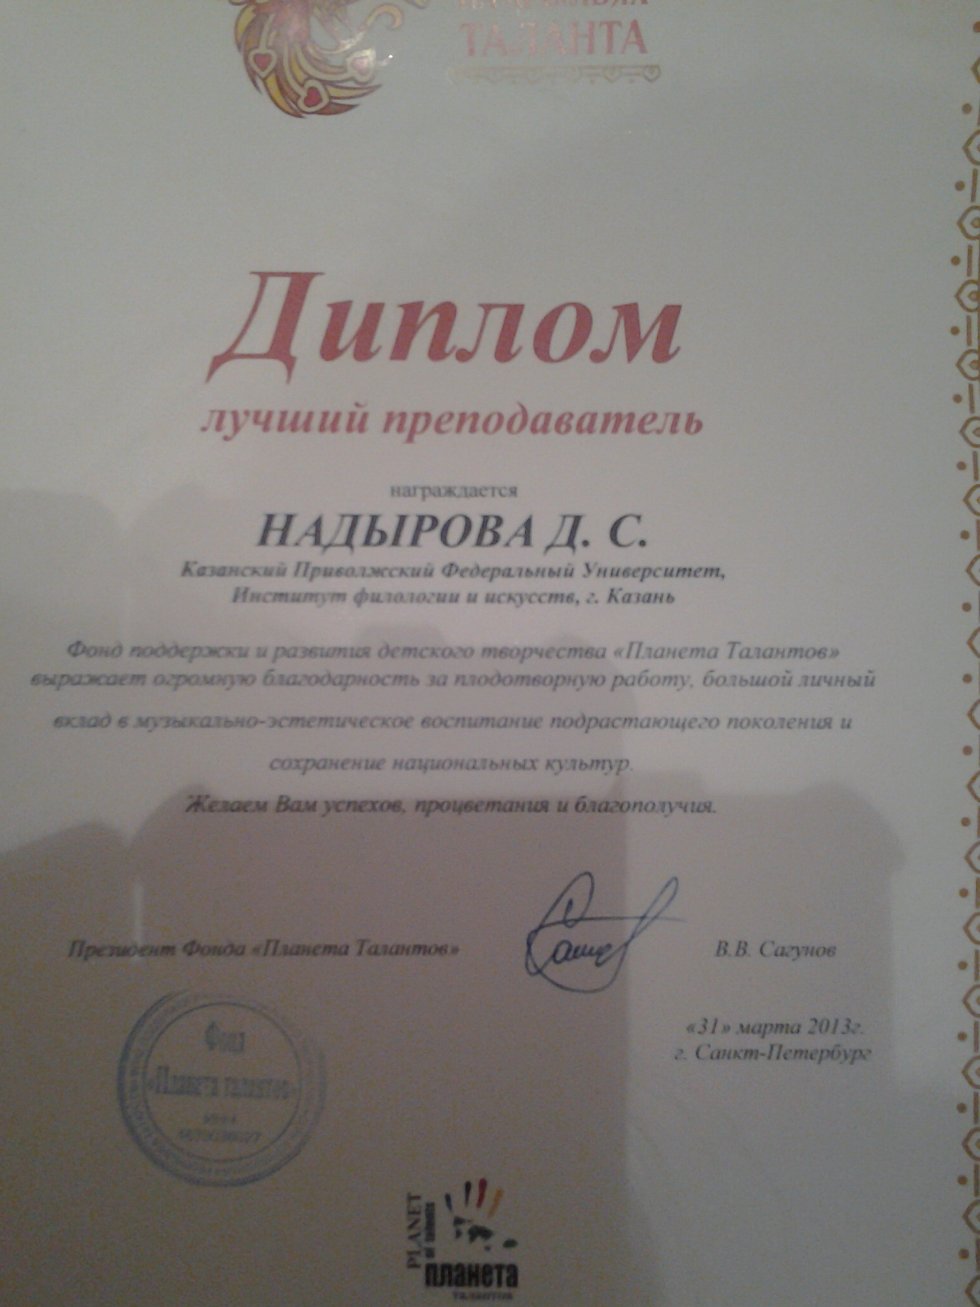 ТАЛАНТА
Диплом
лучший преподаватель
награждается
НАДЫРОВА Д. С.
Казанский Приволжский Федеральный Университет,
Институт филологии и искусств, г. Казань
Фонд поддержки и развития детского творчества «Планета Талантов»
выражает огромную благодарность за плодотворную работу, большой личный
вклад в музыкально-эстетическое воспитание подрастающего поколения и
сохранение национальных культур.
Желаем Вам успехов, процветания и благополучия.
Президент Фонда «Планета Талантов»
В.В. Сагунов
«31» марта 2013г.
г. Санкт-Петербург
Фонд
«Планета талантов»
PLANET
of talents
планета
талантов